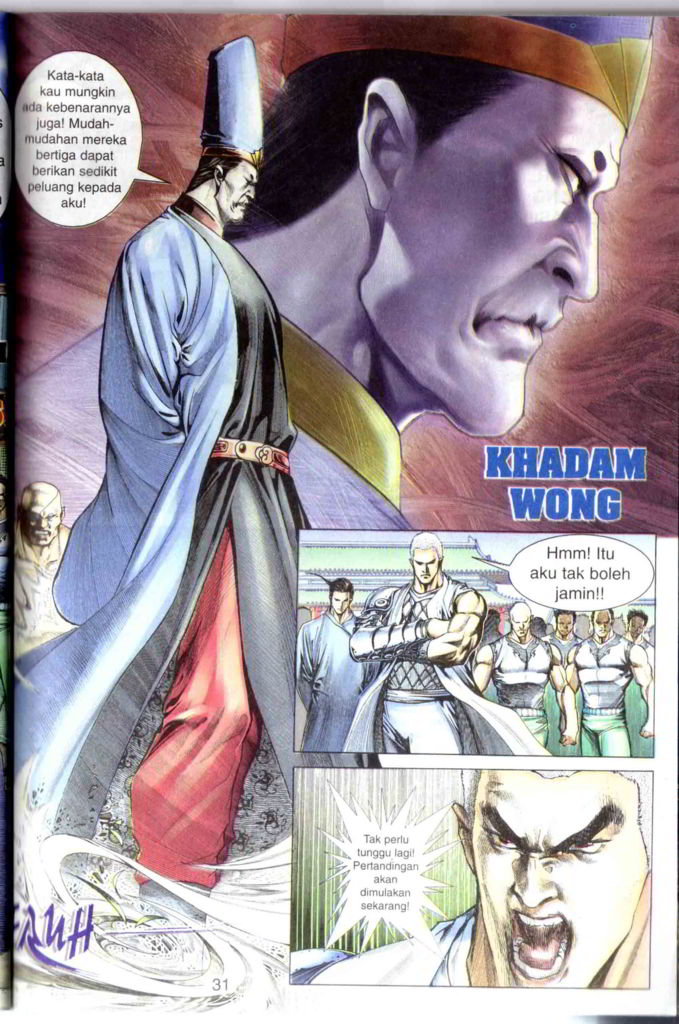 Kata-kata
kau mungkin
ada kebenarannya
juga! Mudah-
mudahan mereka
bertiga dapat
berikan sedikit
peluang kepada
aku!
KHADAM
WONG
Hmm! Itu
aku tak boleh
jamin!!
Tak perlu
tunggu lagi!
Pertandingan
akan
dimulakan
sekarang!
31